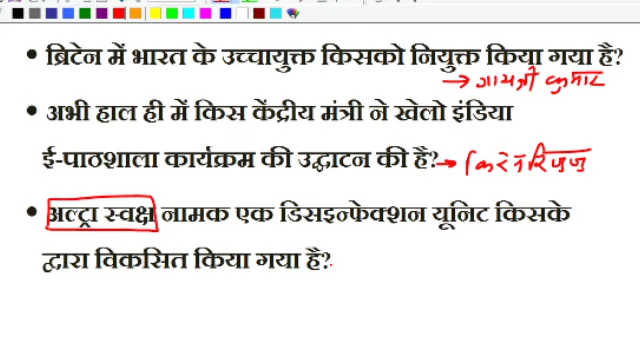 • ब्रिटेन में भारत के उच्चायुक्त किसको नियुक्त किया गया है?
→ गायत्री कुमार
• अभी हाल ही में किस केंद्रीय मंत्री ने खेलो इंडिया
ई-पाठशाला कार्यक्रम की उद्घाटन की है? → किरेन रिजिजू
• अल्ट्रा स्वक्ष नामक एक डिसइन्फेक्शन यूनिट किसके
द्वारा विकसित किया गया है?